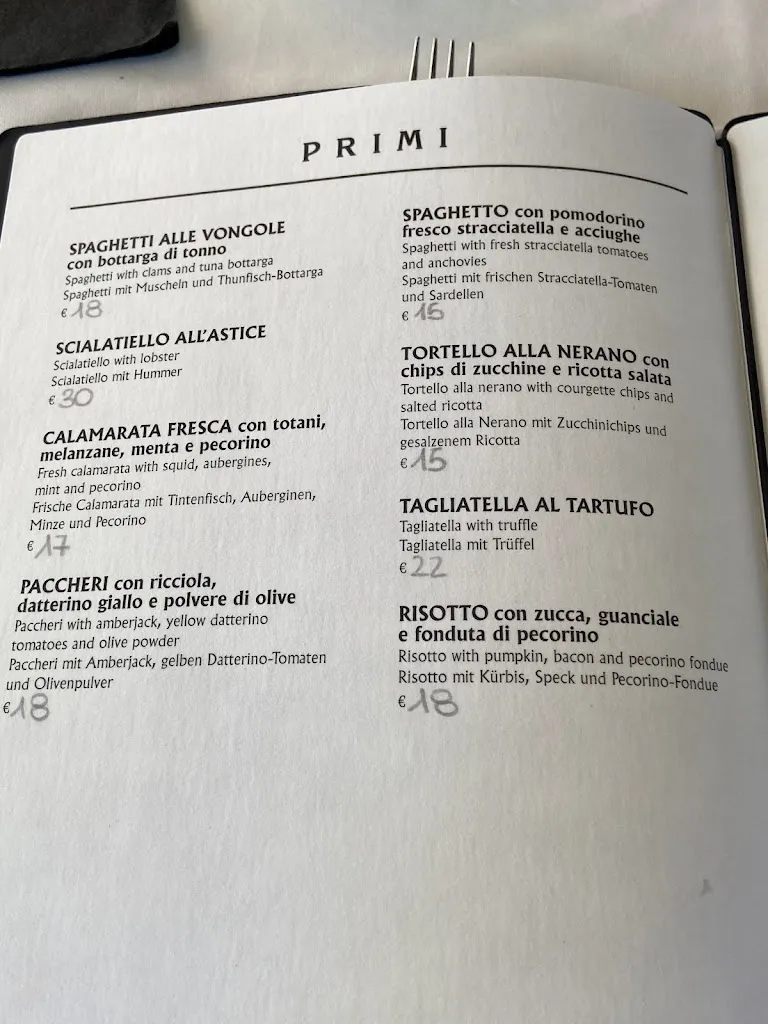 PRIMI
SPAGHETTI ALLE VONGOLE
con bottarga di tonno
Spaghetti with clams and tuna bottarga
Spaghetti mit Muscheln und Thunfisch-Bottarga
€ 18
SCIALATIELLO ALL'ASTICE
Scialatiello with lobster
Scialatiello mit Hummer
€ 30
CALAMARATA FRESCA con totani,
melanzane, menta e pecorino
Fresh calamarata with squid, aubergines,
mint and pecorino
Frische Calamarata mit Tintenfisch, Auberginen,
Minze und Pecorino
€ 17
PACCHERI con ricciola,
datterino giallo e polvere di olive
Paccheri with amberjack, yellow datterino
tomatoes and olive powder
Paccheri mit Amberjack, gelben Datterino-Tomaten
und Olivenpulver
€ 18
SPAGHETTO con pomodorino
fresco stracciatella e acciughe
Spaghetti with fresh stracciatella tomatoes
and anchovies
Spaghetti mit frischen Stracciatella-Tomaten
und Sardellen
€ 15
TORTELLO ALLA NERANO con
chips di zucchine e ricotta salata
Tortello alla nerano with courgette chips and
salted ricotta
Tortello alla Nerano mit Zucchinichips und
gesalzenem Ricotta
€ 15
TAGLIATELLA AL TARTUFO
Tagliatella with truffle
Tagliatella mit Trüffel
€ 22
RISOTTO con zucca, guanciale
e fonduta di pecorino
Risotto with pumpkin, bacon and pecorino fondue
Risotto mit Kürbis, Speck und Pecorino-Fondue
€ 18